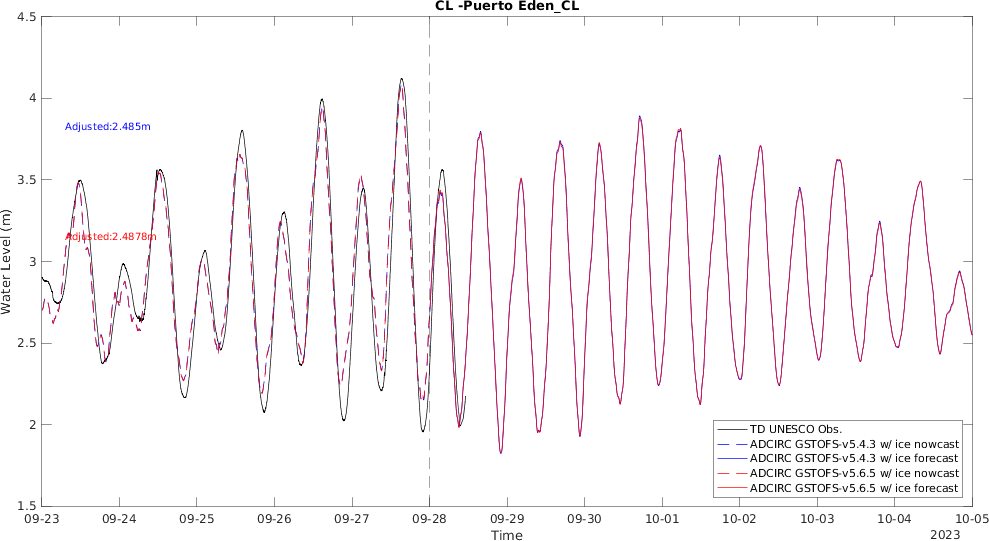 CL -Puerto Eden_CL
4.5
4
3.5
3
2.5
2
1.5
Water Level (m)
Adjusted:2.485m
Adjusted:2.4878m
TD UNESCO Obs.
ADCIRC GSTOFS-v5.4.3 w/ ice nowcast
ADCIRC GSTOFS-v5.4.3 w/ ice forecast
ADCIRC GSTOFS-v5.6.5 w/ ice nowcast
ADCIRC GSTOFS-v5.6.5 w/ ice forecast
09-23 09-24 09-25 09-26 09-27 09-28 09-29 09-30 10-01 10-02 10-03 10-04 10-05
Time
2023